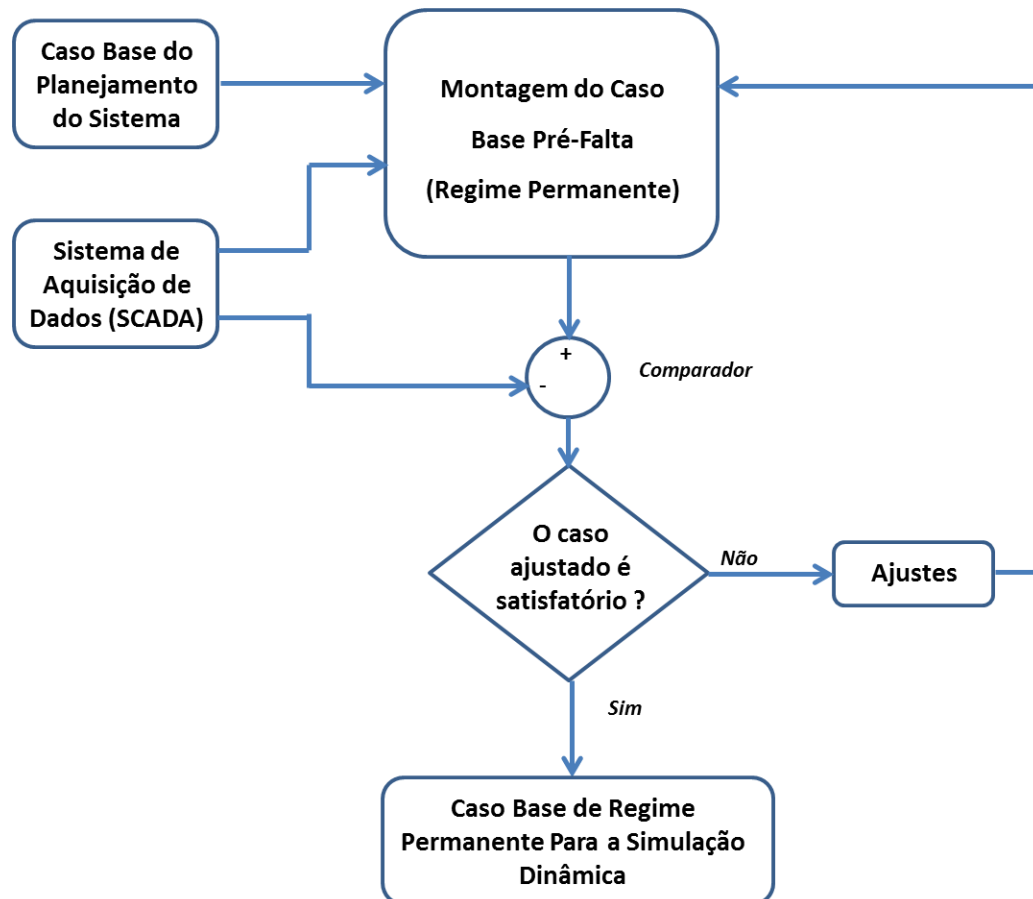 Caso Base do
Planejamento
do Sistema
Montagem do Caso
Base Pré-Falta
(Regime Permanente)
Sistema de
Aquisição de
Dados (SCADA)
+
-
Comparador
O caso
ajustado é
satisfatório ?
Não
Ajustes
Sim
Caso Base de Regime
Permanente Para a Simulação
Dinâmica